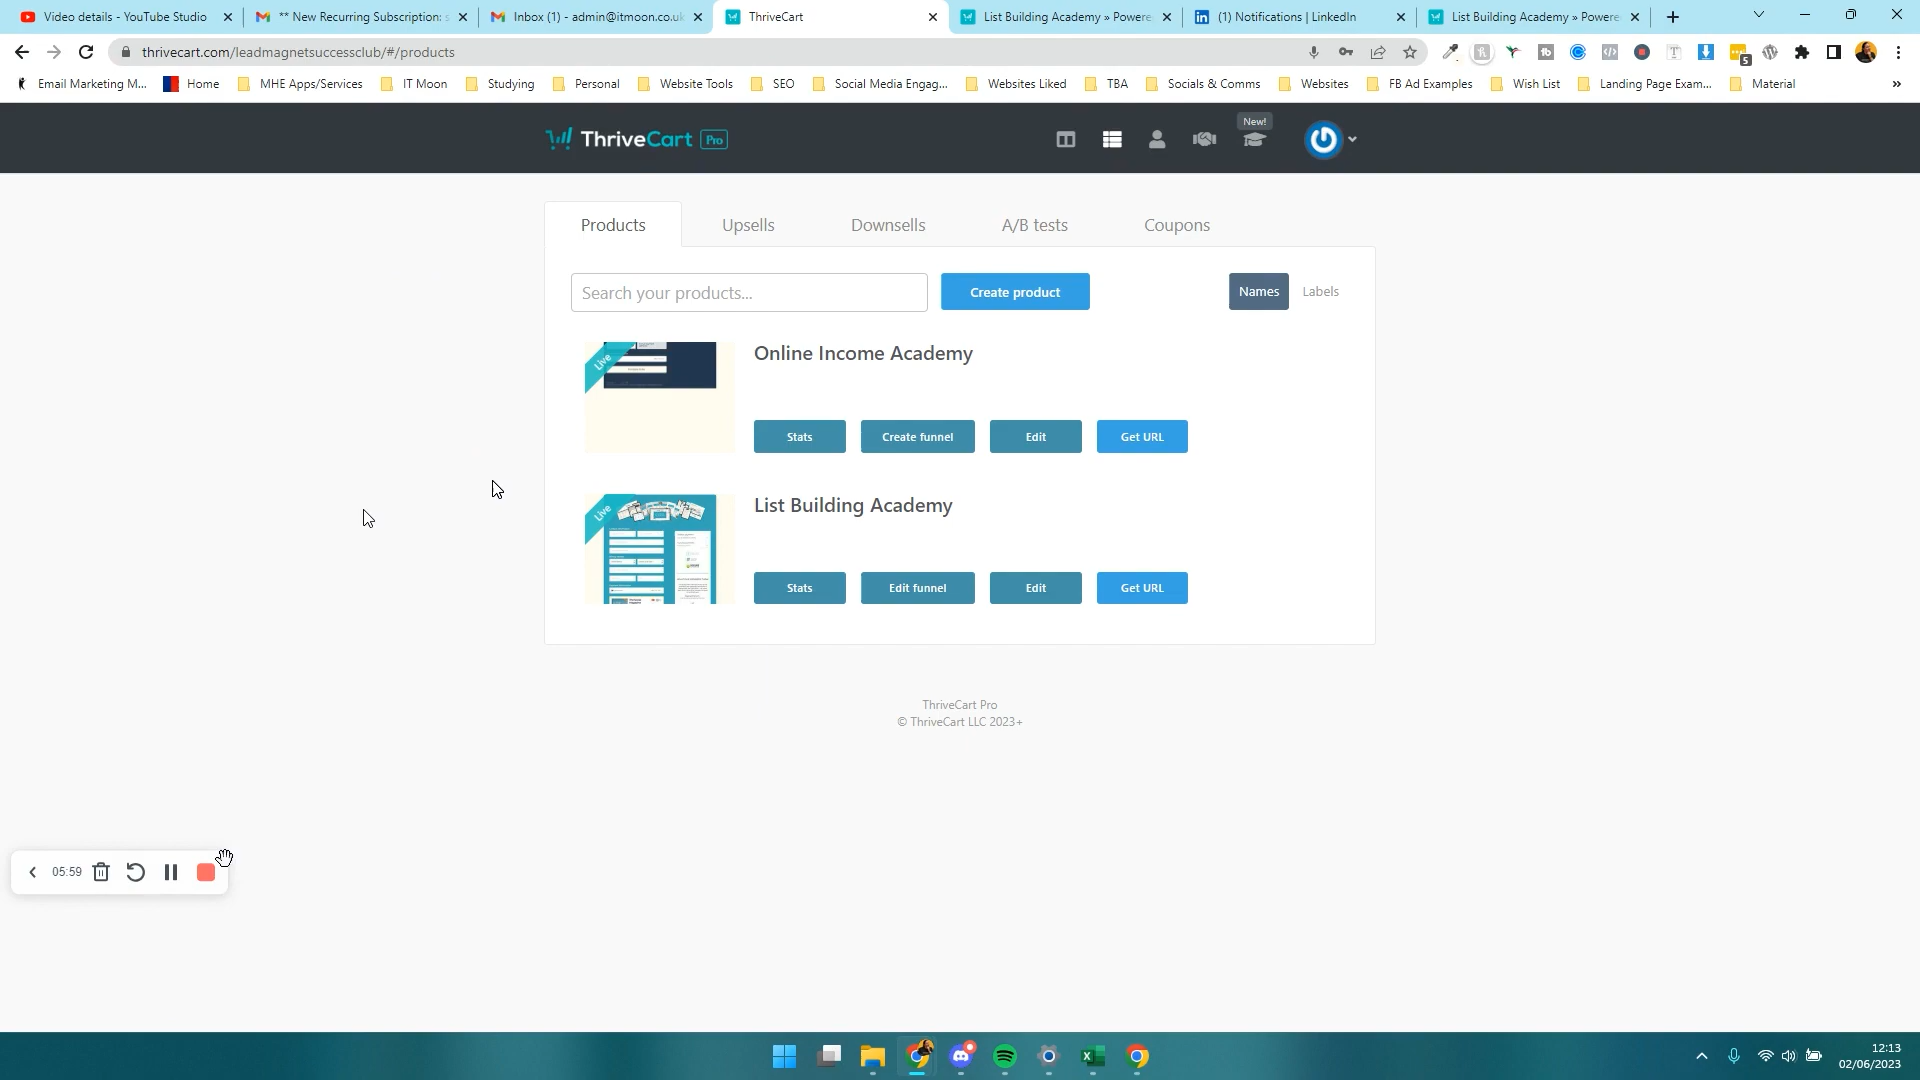 Video details - YouTube Studio
** New Recurring Subscription: s
Inbox (1) - admin@itmoon.co.uk
ThriveCart
List Building Academy » Powere
(1) Notifications | LinkedIn
List Building Academy » Powere
thrivecart.com/leadmagnetsuccessclub/#/products
5
Email Marketing M...
Home
MHE Apps/Services
IT Moon
Studying
Personal
Website Tools
SEO
Social Media Engag...
Websites Liked
TBA
Socials & Comms
Websites
FB Ad Examples
Wish List
Landing Page Exam...
Material
»
ThriveCart Pro
New!
Products
Upsells
Downsells
A/B tests
Coupons
Search your products...
Create product
Names
Labels
Live
Online Income Academy
Stats
Create funnel
Edit
Get URL
Live
List Building Academy
Stats
Edit funnel
Edit
Get URL
ThriveCart Pro
© ThriveCart LLC 2023+
05:59
12:13
02/06/2023